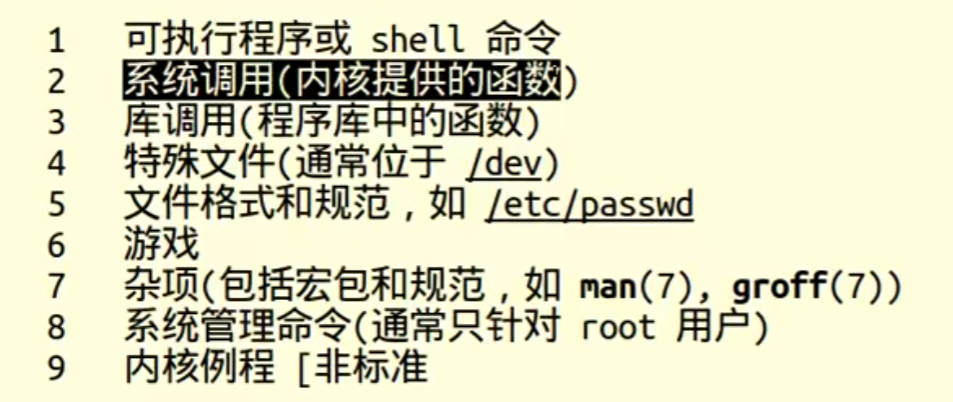 1 可执行程序或 shell 命令
2 系统调用(内核提供的函数)
3 库调用(程序库中的函数)
4 特殊文件(通常位于 /dev)
5 文件格式和规范，如 /etc/passwd
6 游戏
7 杂项(包括宏包和规范，如 man(7), groff(7))
8 系统管理命令(通常只针对 root 用户)
9 内核例程 [非标准